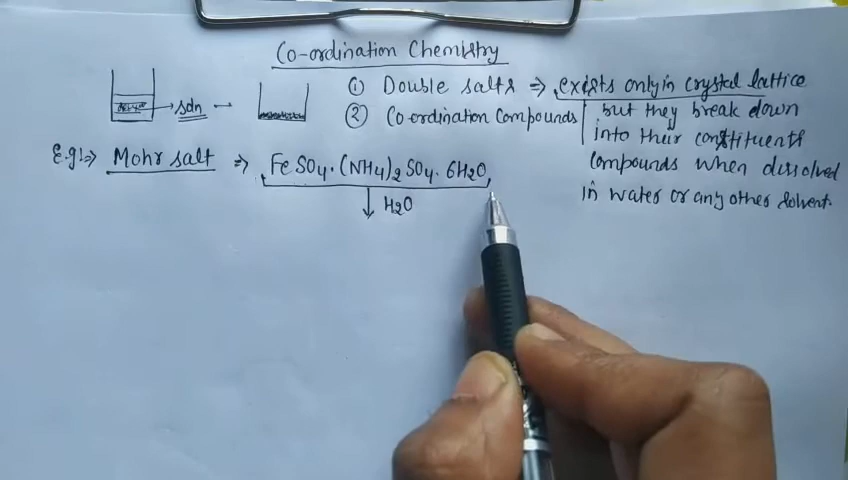 Co-ordination Chemistry
① Double salts ⇒ exists only in crystal lattice
soln → ② Co ordination Compounds but they break down
into their constituents
E.g1⇒ Mohr salt ⇒ FeSO₄·(NH₄)₂SO₄·6H₂O compounds when dissolved
↓ H₂O in water or any other solvent.